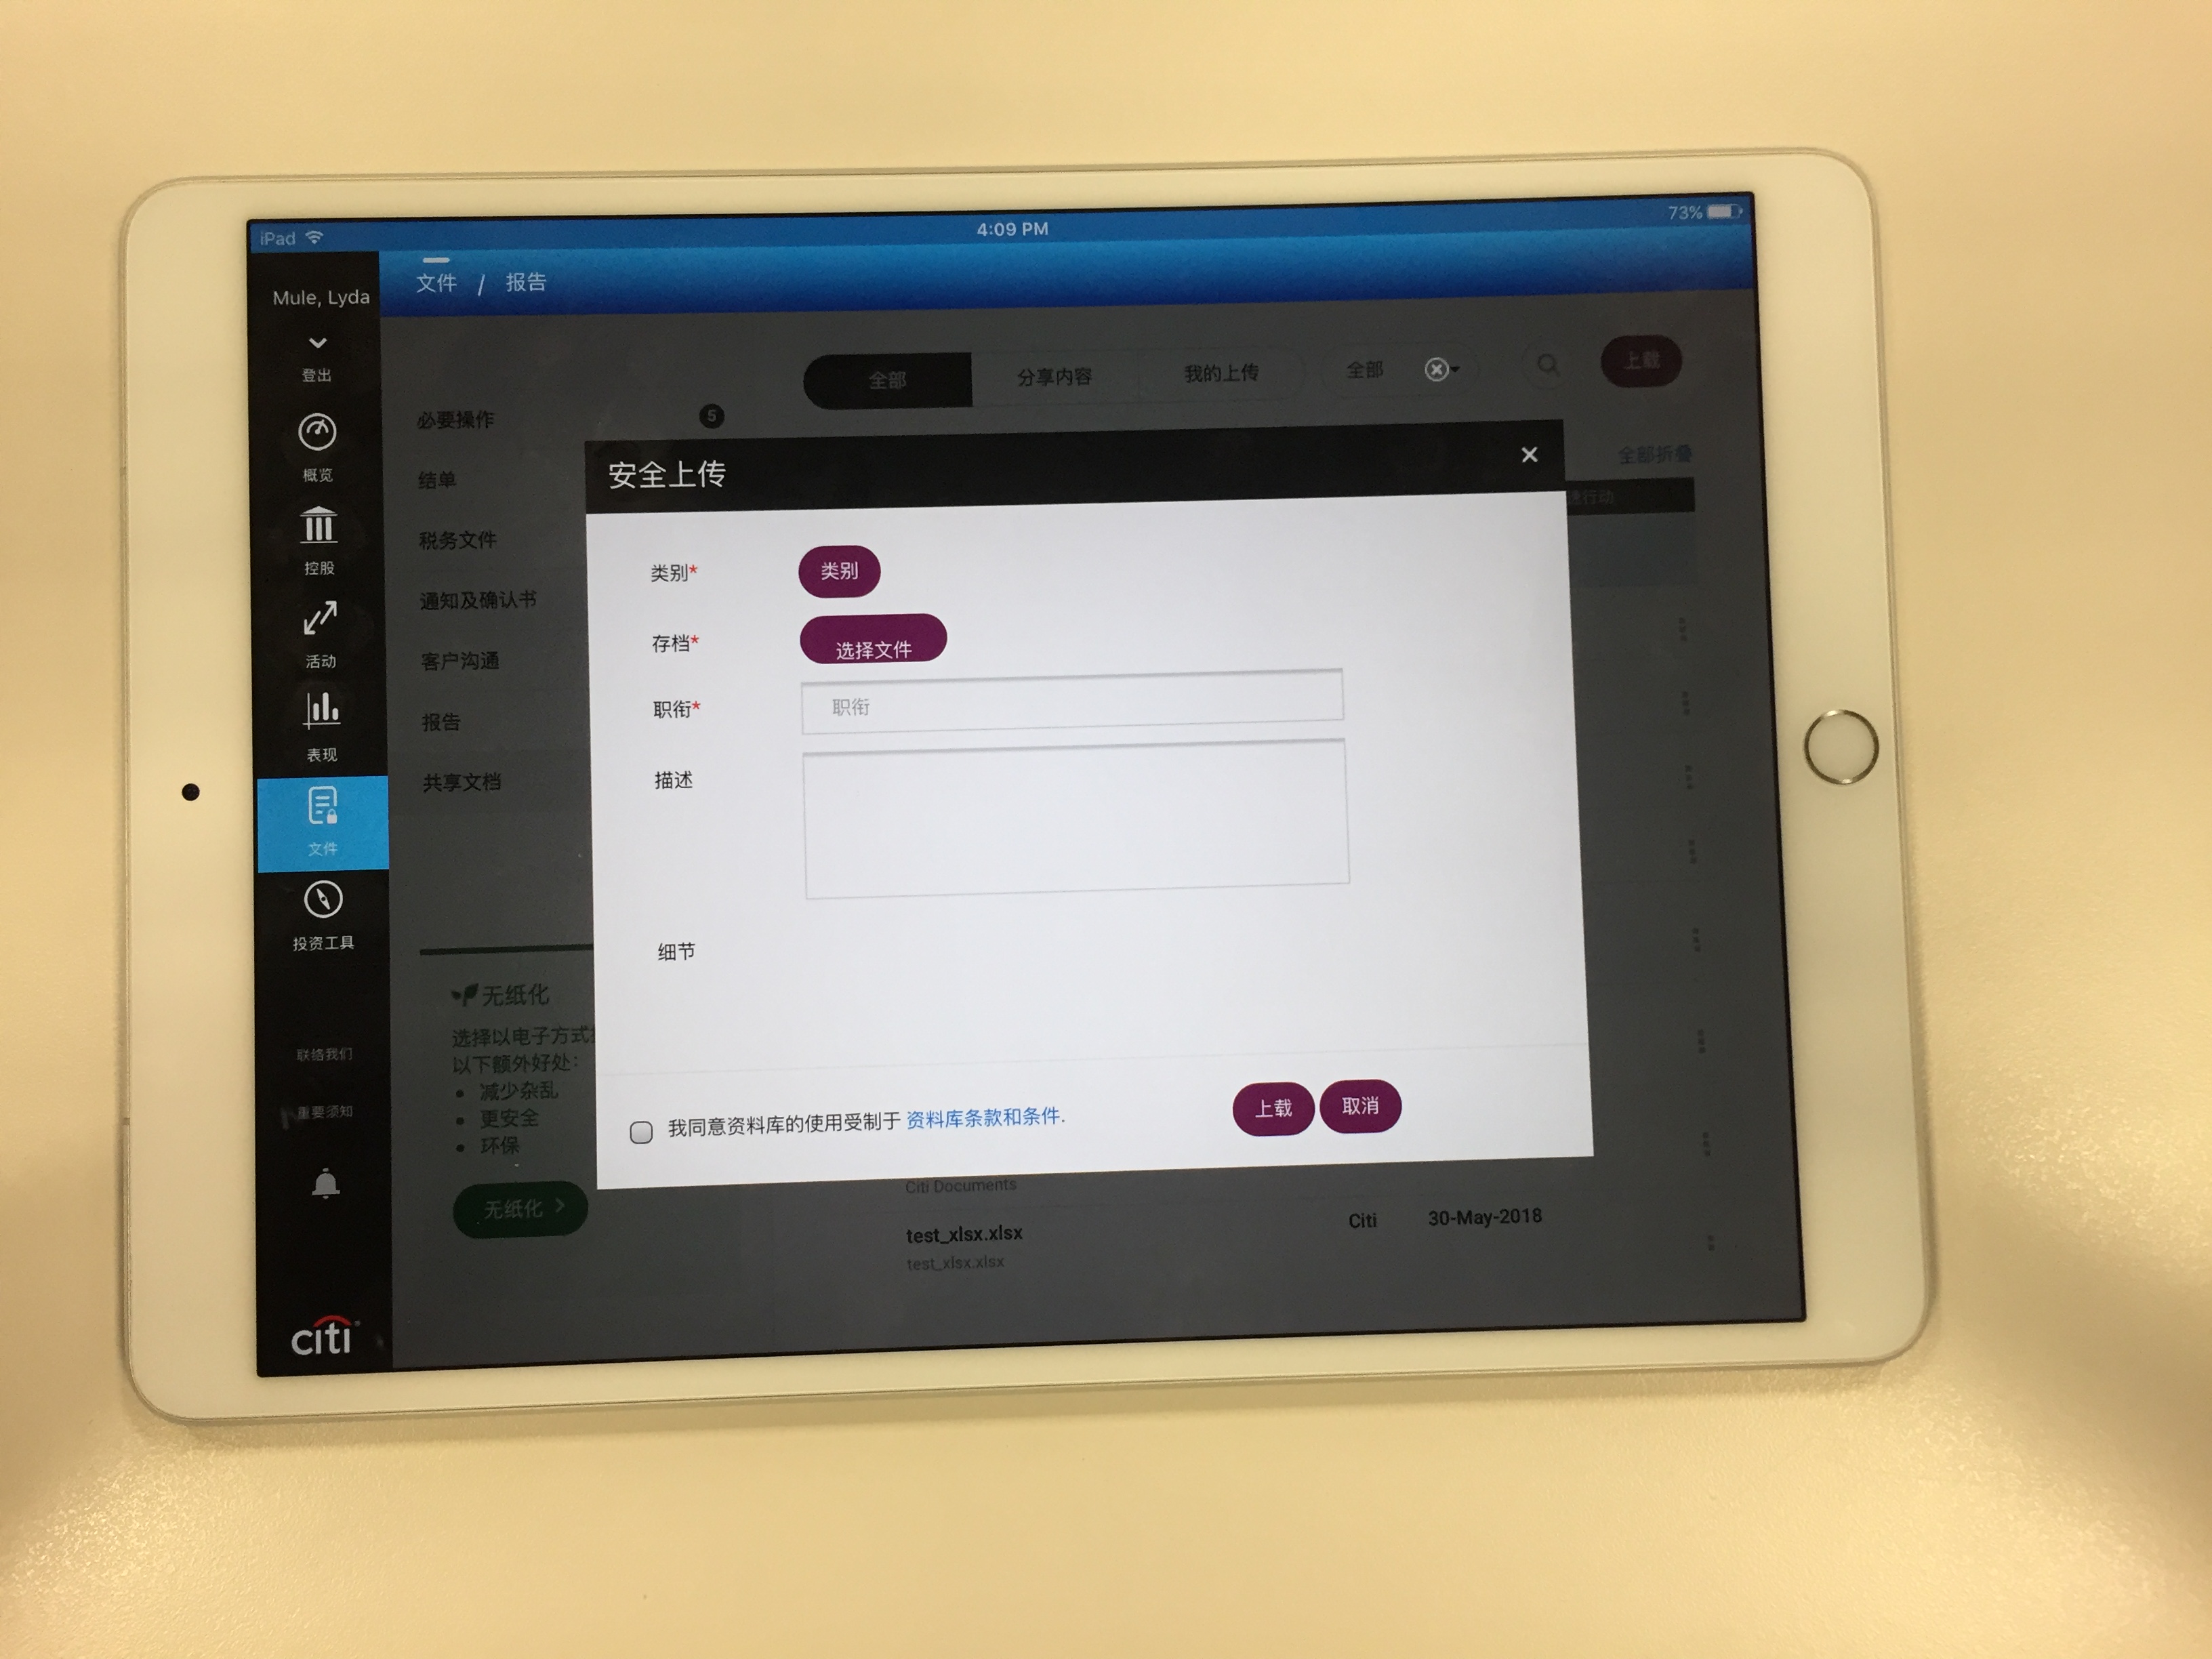 iPad
4:09 PM
73%
Mule, Lyda
登出
概览
控股
活动
表现
文件
投资工具
联络我们
重要须知
citi
文件 / 报告
全部
分享内容
我的上传
全部
上载
必要操作
5
全部折叠
结单
税务文件
通知及确认书
客户沟通
报告
共享文档
行动
无纸化
选择以电子方式
以下额外好处：
• 减少杂乱
• 更安全
• 环保
无纸化
安全上传
×
类别*
类别
存档*
选择文件
职衔*
职衔
描述
细节
我同意资料库的使用受制于 资料库条款和条件.
上载
取消
Citi Documents
test_xlsx.xlsx
Citi
30-May-2018
test_xlsx.xlsx